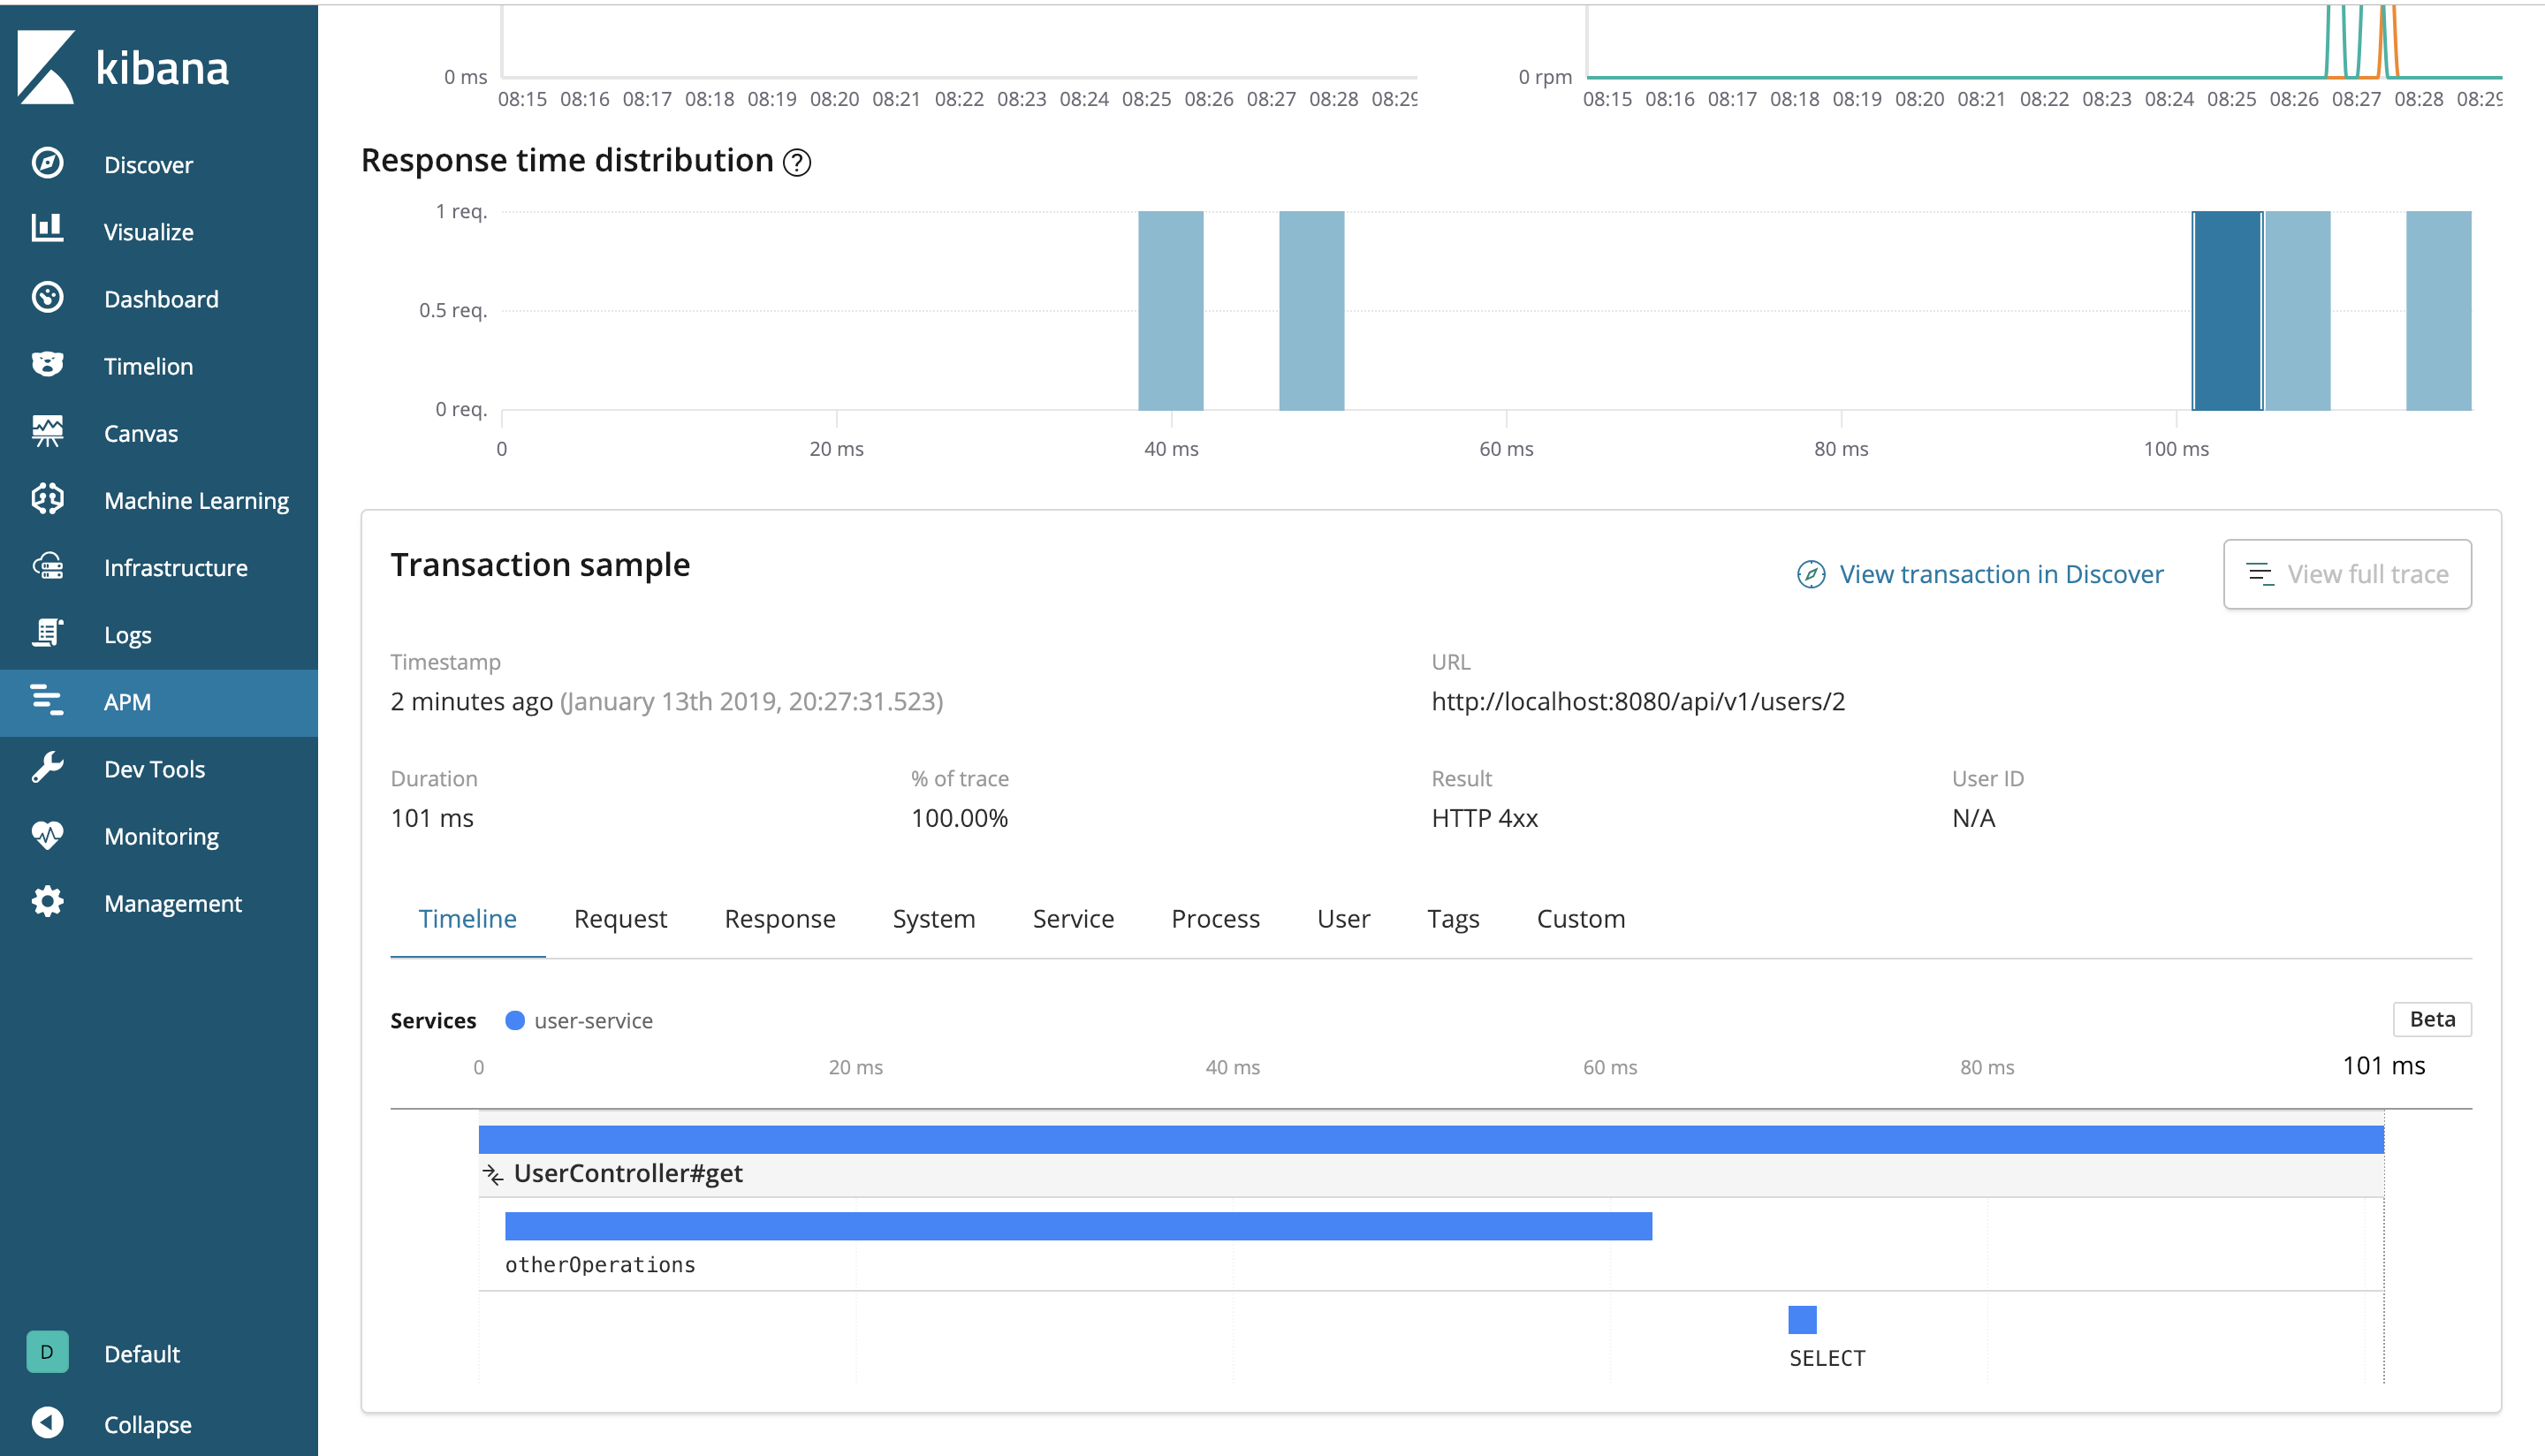 kibana
Discover
Visualize
Dashboard
Timelion
Canvas
Machine Learning
Infrastructure
Logs
APM
Dev Tools
Monitoring
Management
D Default
Collapse
0 ms
08:15 08:16 08:17 08:18 08:19 08:20 08:21 08:22 08:23 08:24 08:25 08:26 08:27 08:28 08:29
0 rpm
08:15 08:16 08:17 08:18 08:19 08:20 08:21 08:22 08:23 08:24 08:25 08:26 08:27 08:28 08:29
Response time distribution ?
1 req.
0.5 req.
0 req.
0 20 ms 40 ms 60 ms 80 ms 100 ms
Transaction sample
View transaction in Discover
View full trace
Timestamp
2 minutes ago (January 13th 2019, 20:27:31.523)
URL
http://localhost:8080/api/v1/users/2
Duration
101 ms
% of trace
100.00%
Result
HTTP 4xx
User ID
N/A
Timeline Request Response System Service Process User Tags Custom
Services user-service Beta
0 20 ms 40 ms 60 ms 80 ms 101 ms
UserController#get
otherOperations
SELECT